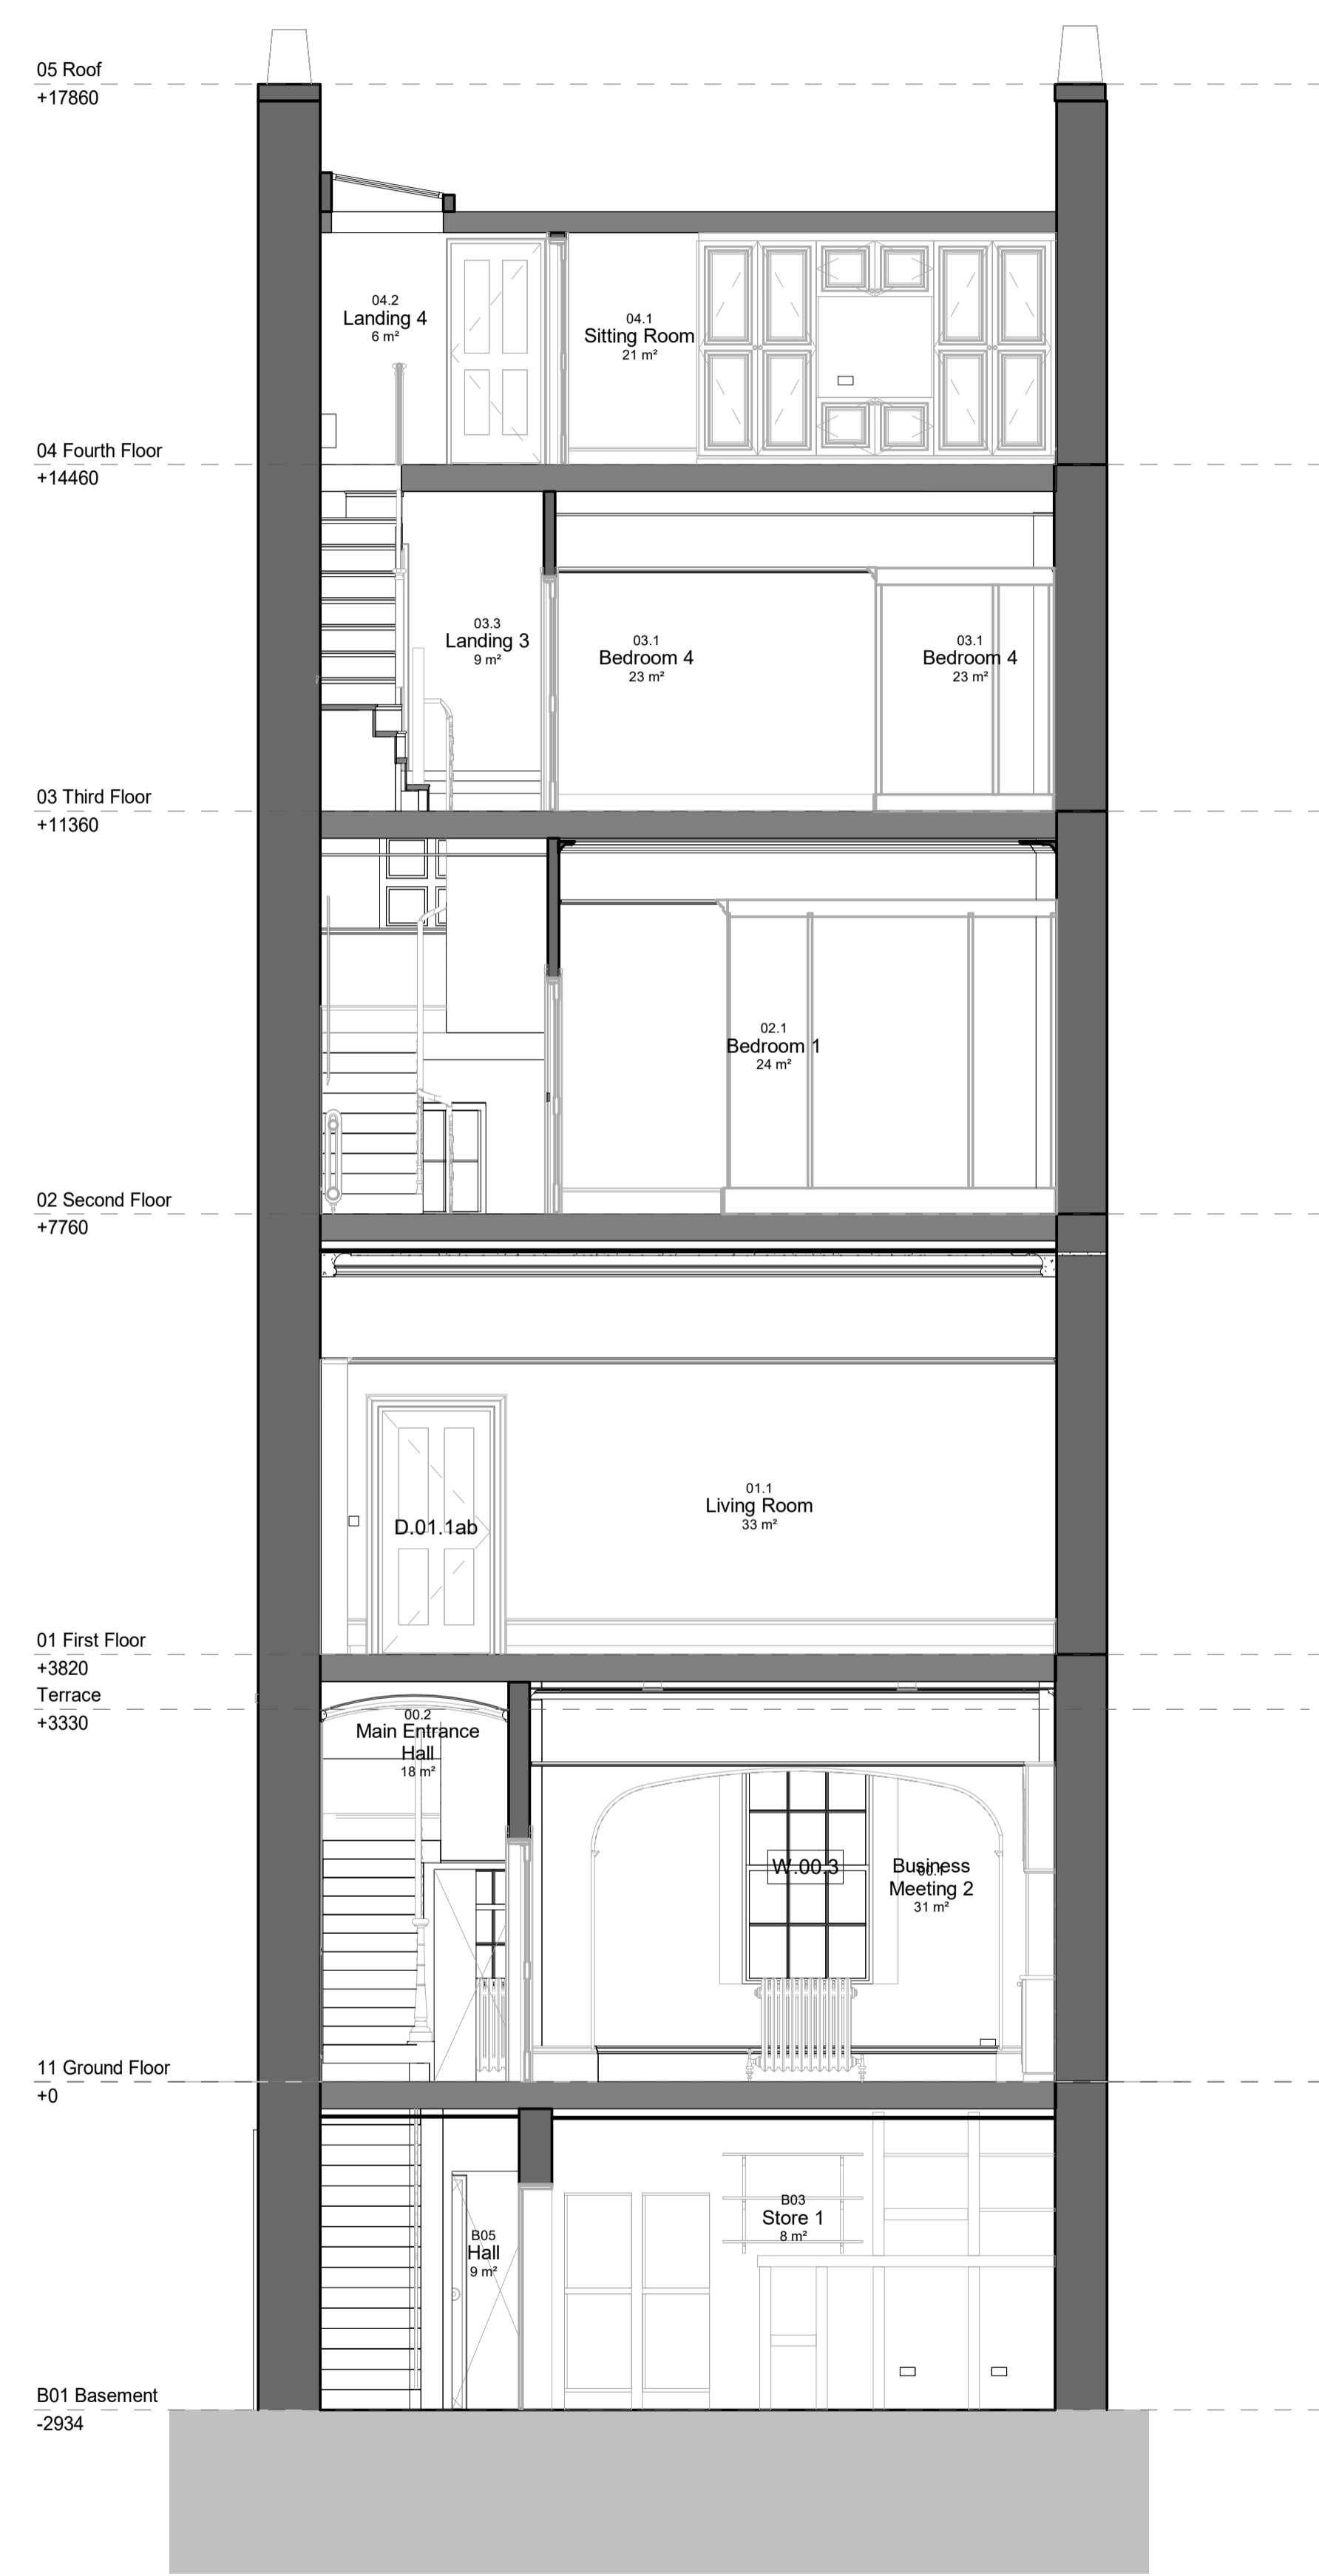 05 Roof
+17860
04.2
Landing 4
6 m²
04.1
Sitting Room
21 m²
04 Fourth Floor
+14460
03.3
Landing 3
9 m²
03.1
Bedroom 4
23 m²
03.1
Bedroom 4
23 m²
03 Third Floor
+11360
02.1
Bedroom 1
24 m²
02 Second Floor
+7760
01.1
Living Room
33 m²
D.01.1ab
01 First Floor
+3820
Terrace
+3330
00.2
Main Entrance
Hall
18 m²
W.00.3
00.1
Business
Meeting 2
31 m²
11 Ground Floor
+0
B03
Store 1
8 m²
B05
Hall
9 m²
B01 Basement
-2934